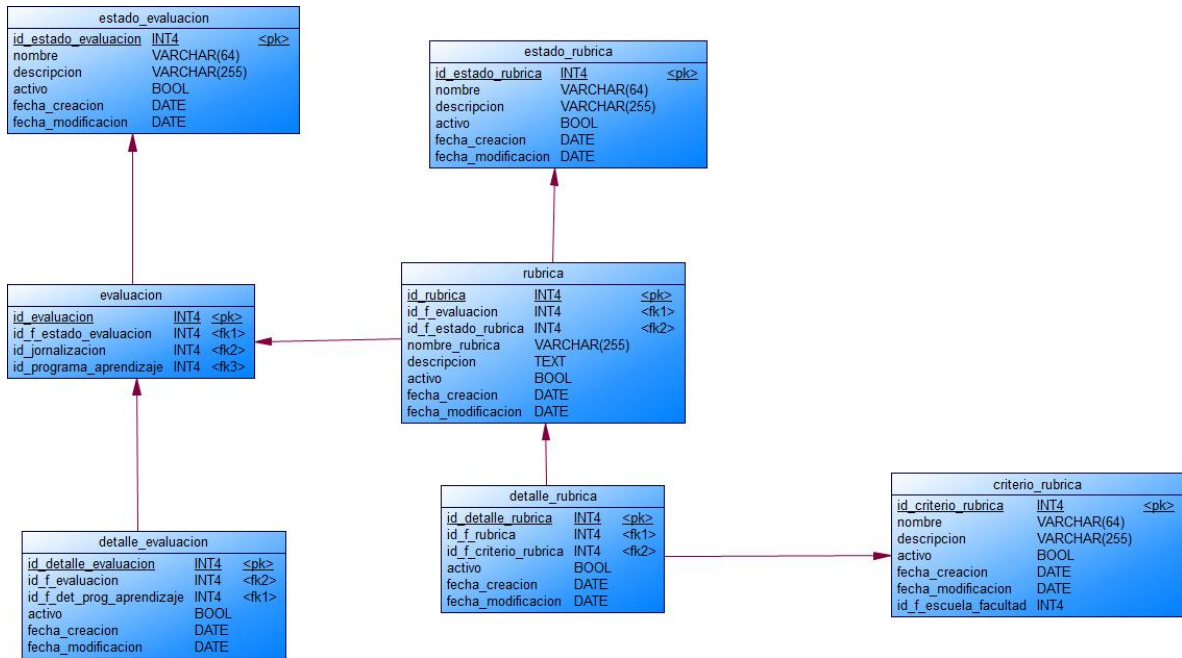 estado_evaluacion
id_estado_evaluacion INT4 <pk>
nombre VARCHAR(64)
descripcion VARCHAR(255)
activo BOOL
fecha_creacion DATE
fecha_modificacion DATE
estado_rubrica
id_estado_rubrica INT4 <pk>
nombre VARCHAR(64)
descripcion VARCHAR(255)
activo BOOL
fecha_creacion DATE
fecha_modificacion DATE
evaluacion
id_evaluacion INT4 <pk>
id_f_estado_evaluacion INT4 <fk1>
id_jornalizacion INT4 <fk2>
id_programa_aprendizaje INT4 <fk3>
rubrica
id_rubrica INT4 <pk>
id_f_evaluacion INT4 <fk1>
id_f_estado_rubrica INT4 <fk2>
nombre_rubrica VARCHAR(255)
descripcion TEXT
activo BOOL
fecha_creacion DATE
fecha_modificacion DATE
detalle_evaluacion
id_detalle_evaluacion INT4 <pk>
id_f_evaluacion INT4 <fk2>
id_f_det_prog_aprendizaje INT4 <fk1>
activo BOOL
fecha_creacion DATE
fecha_modificacion DATE
detalle_rubrica
id_detalle_rubrica INT4 <pk>
id_f_rubrica INT4 <fk1>
id_f_criterio_rubrica INT4 <fk2>
activo BOOL
fecha_creacion DATE
fecha_modificacion DATE
criterio_rubrica
id_criterio_rubrica INT4 <pk>
nombre VARCHAR(64)
descripcion VARCHAR(255)
activo BOOL
fecha_creacion DATE
fecha_modificacion DATE
id_f_escuela_facultad INT4